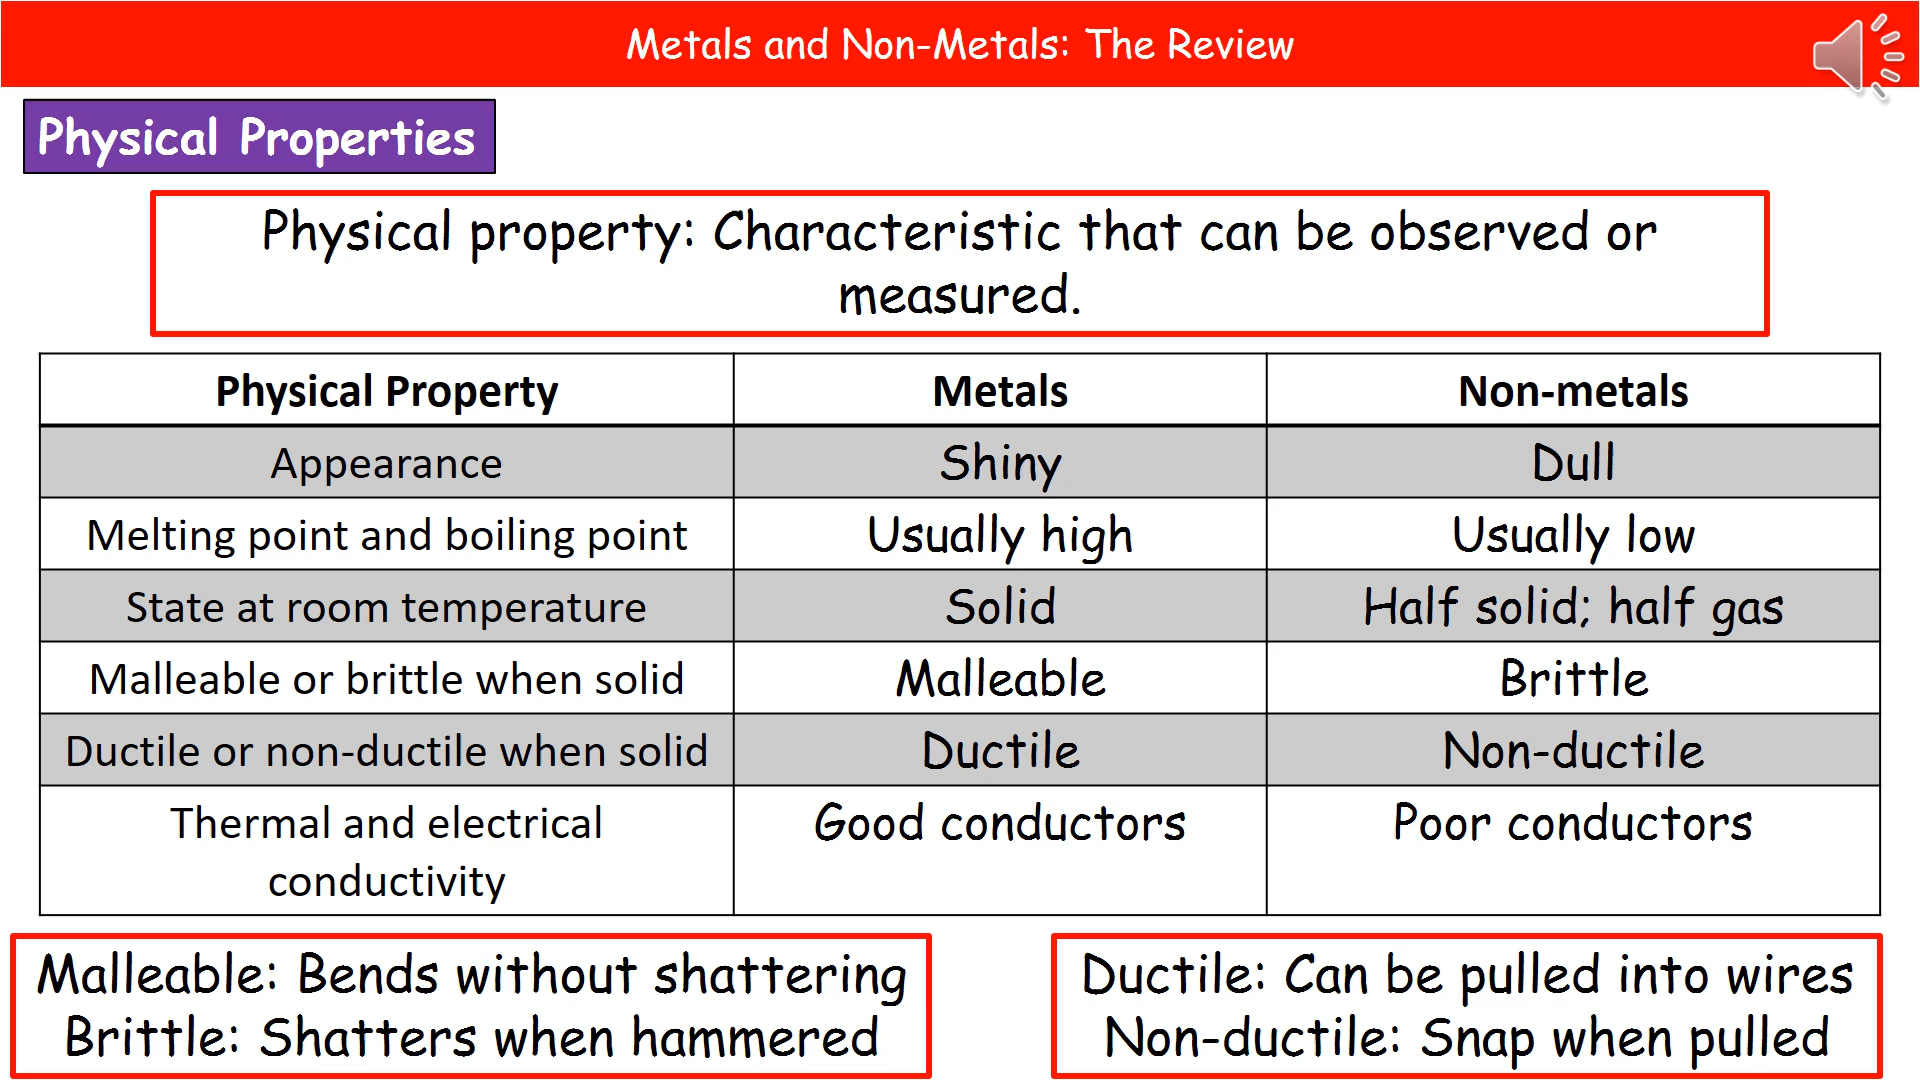 Metals and Non-Metals: The Review
Physical Properties
Physical property: Characteristic that can be observed or
measured.
Physical Property Metals Non-metals
Appearance Shiny Dull
Melting point and boiling point Usually high Usually low
State at room temperature Solid Half solid; half gas
Malleable or brittle when solid Malleable Brittle
Ductile or non-ductile when solid Ductile Non-ductile
Thermal and electrical Good conductors Poor conductors
conductivity
Malleable: Bends without shattering
Brittle: Shatters when hammered
Ductile: Can be pulled into wires
Non-ductile: Snap when pulled